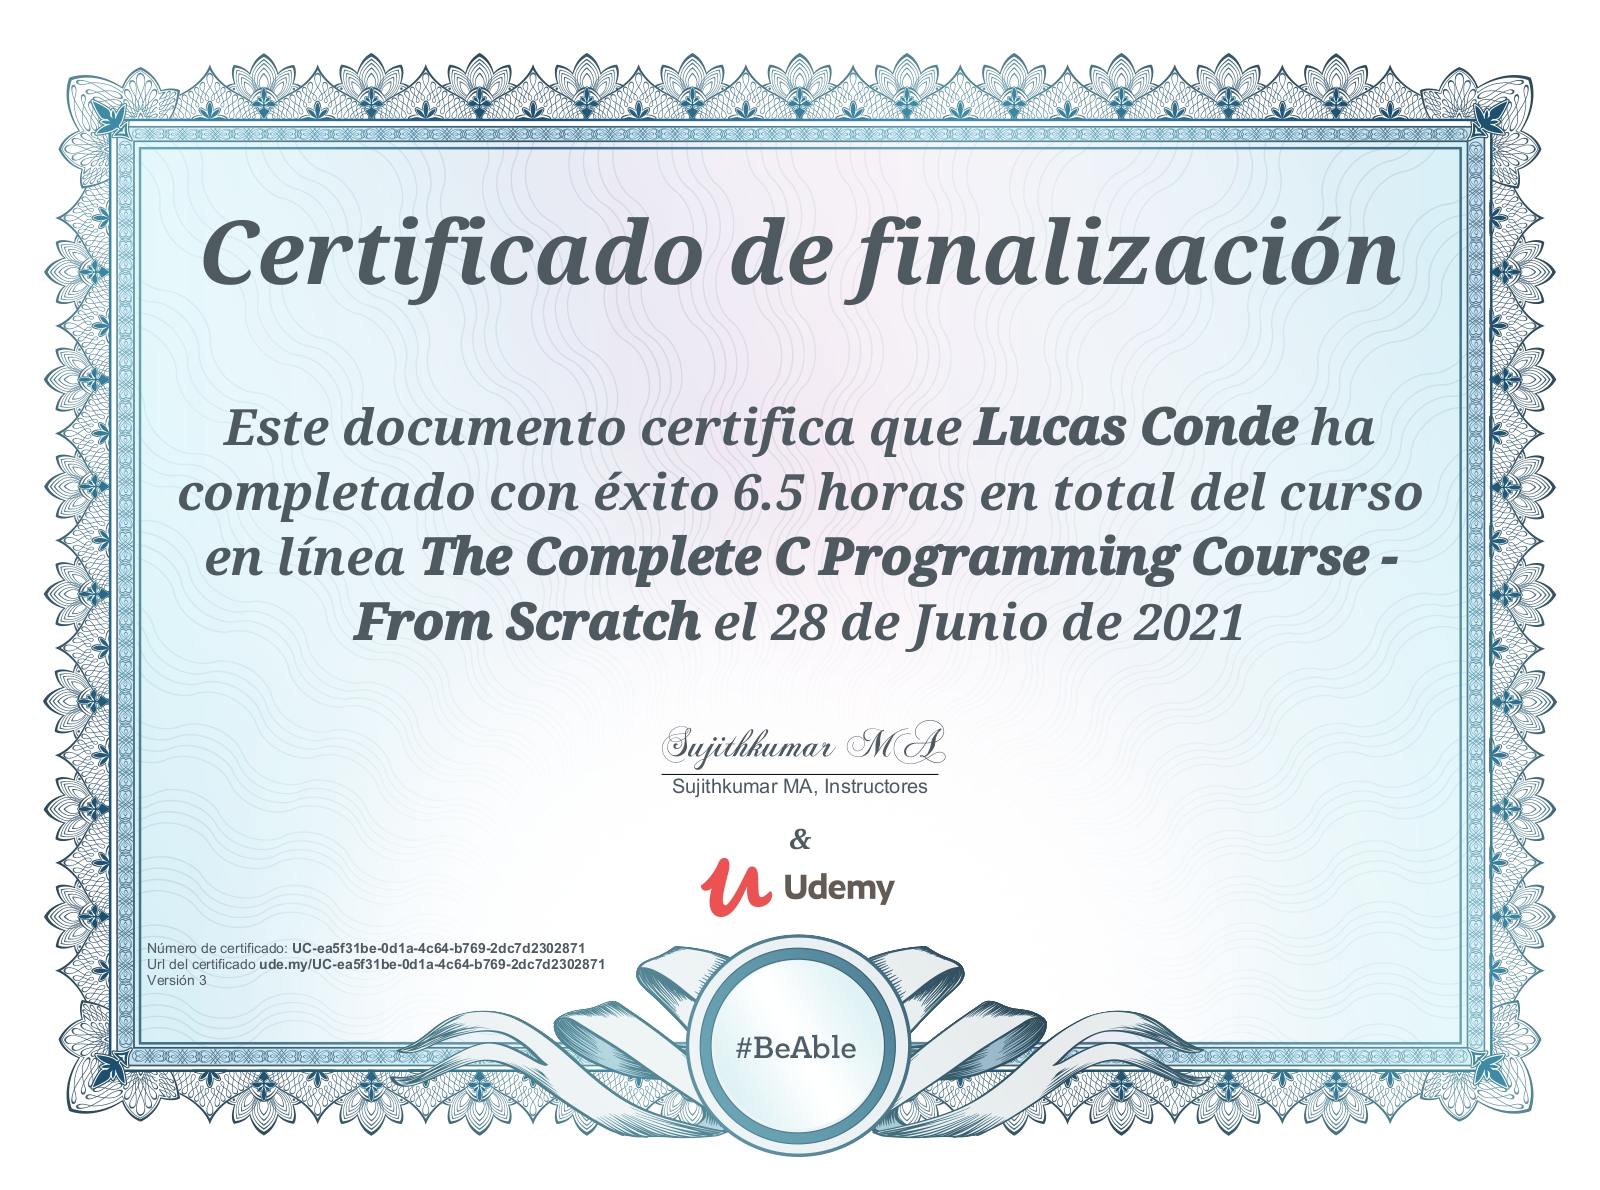 Certificado de finalización
Este documento certifica que Lucas Conde ha
completado con éxito 6.5 horas en total del curso
en línea The Complete C Programming Course -
From Scratch el 28 de Junio de 2021
Sujithkumar MA
Sujithkumar MA, Instructores
&
Udemy
Número de certificado: UC-ea5f31be-0d1a-4c64-b769-2dc7d2302871
Url del certificado ude.my/UC-ea5f31be-0d1a-4c64-b769-2dc7d2302871
Versión 3
#BeAble